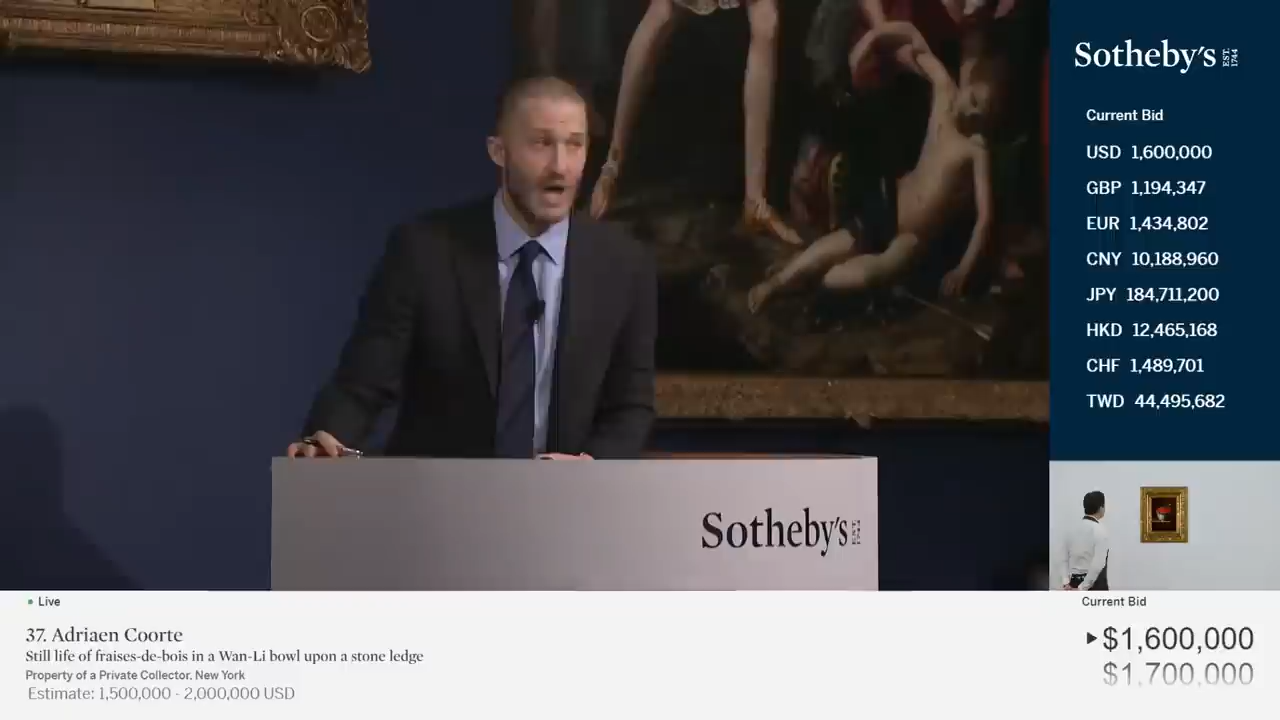 Sotheby's EST. 1744
Current Bid
USD 1,600,000
GBP 1,194,347
EUR 1,434,802
CNY 10,188,960
JPY 184,711,200
HKD 12,465,168
CHF 1,489,701
TWD 44,495,682
Sotheby's EST. 1744
Live
37. Adriaen Coorte
Still life of fraises-de-bois in a Wan-Li bowl upon a stone ledge
Property of a Private Collector, New York
Estimate: 1,500,000 - 2,000,000 USD
Current Bid
$1,600,000
$1,700,000